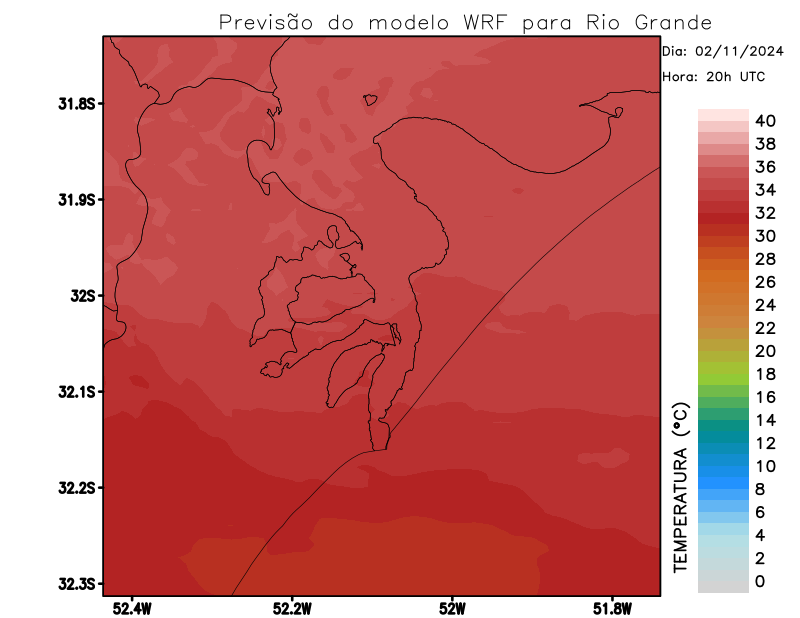 Previsão do modelo WRF para Rio Grande
Dia: 02/11/2024
Hora: 20h UTC
31.8S
31.9S
32S
32.1S
32.2S
32.3S
52.4W
52.2W
52W
51.8W
TEMPERATURA (°C)
40
38
36
34
32
30
28
26
24
22
20
18
16
14
12
10
8
6
4
2
0